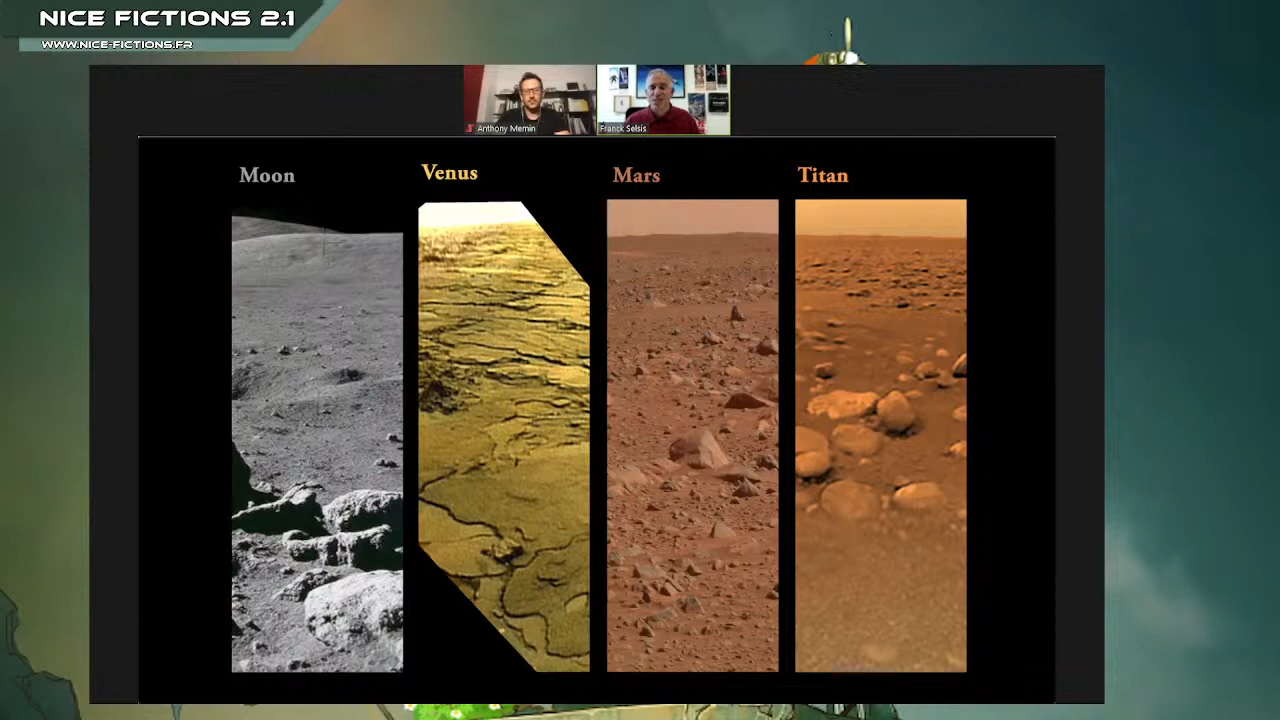 NICE FICTIONS 2.1
WWW.NICE-FICTIONS.FR
Anthony Memin
Franck Selsis
Moon
Venus
Mars
Titan